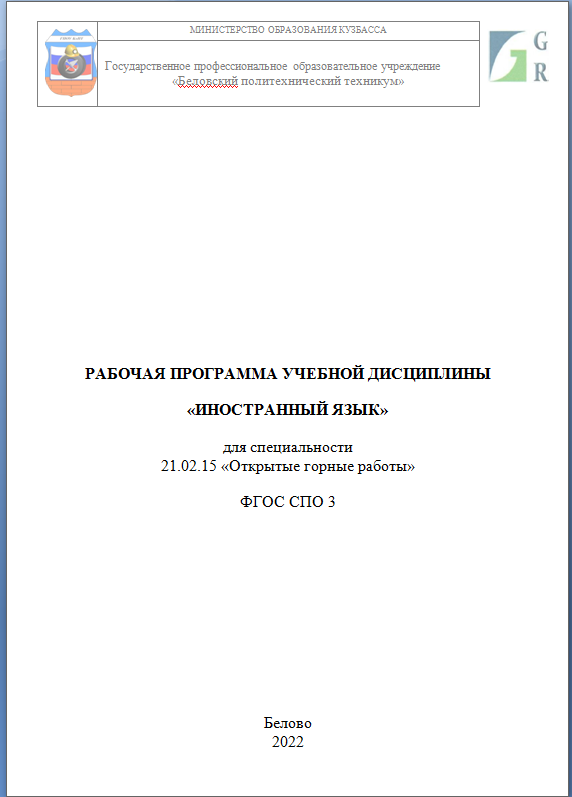 МИНИСТЕРСТВО ОБРАЗОВАНИЯ КУЗБАССА
Государственное профессиональное образовательное учреждение
«Беловский политехнический техникум»
G
R
РАБОЧАЯ ПРОГРАММА УЧЕБНОЙ ДИСЦИПЛИНЫ
«ИНОСТРАННЫЙ ЯЗЫК»
для специальности
21.02.15 «Открытые горные работы»
ФГОС СПО 3
Белово
2022